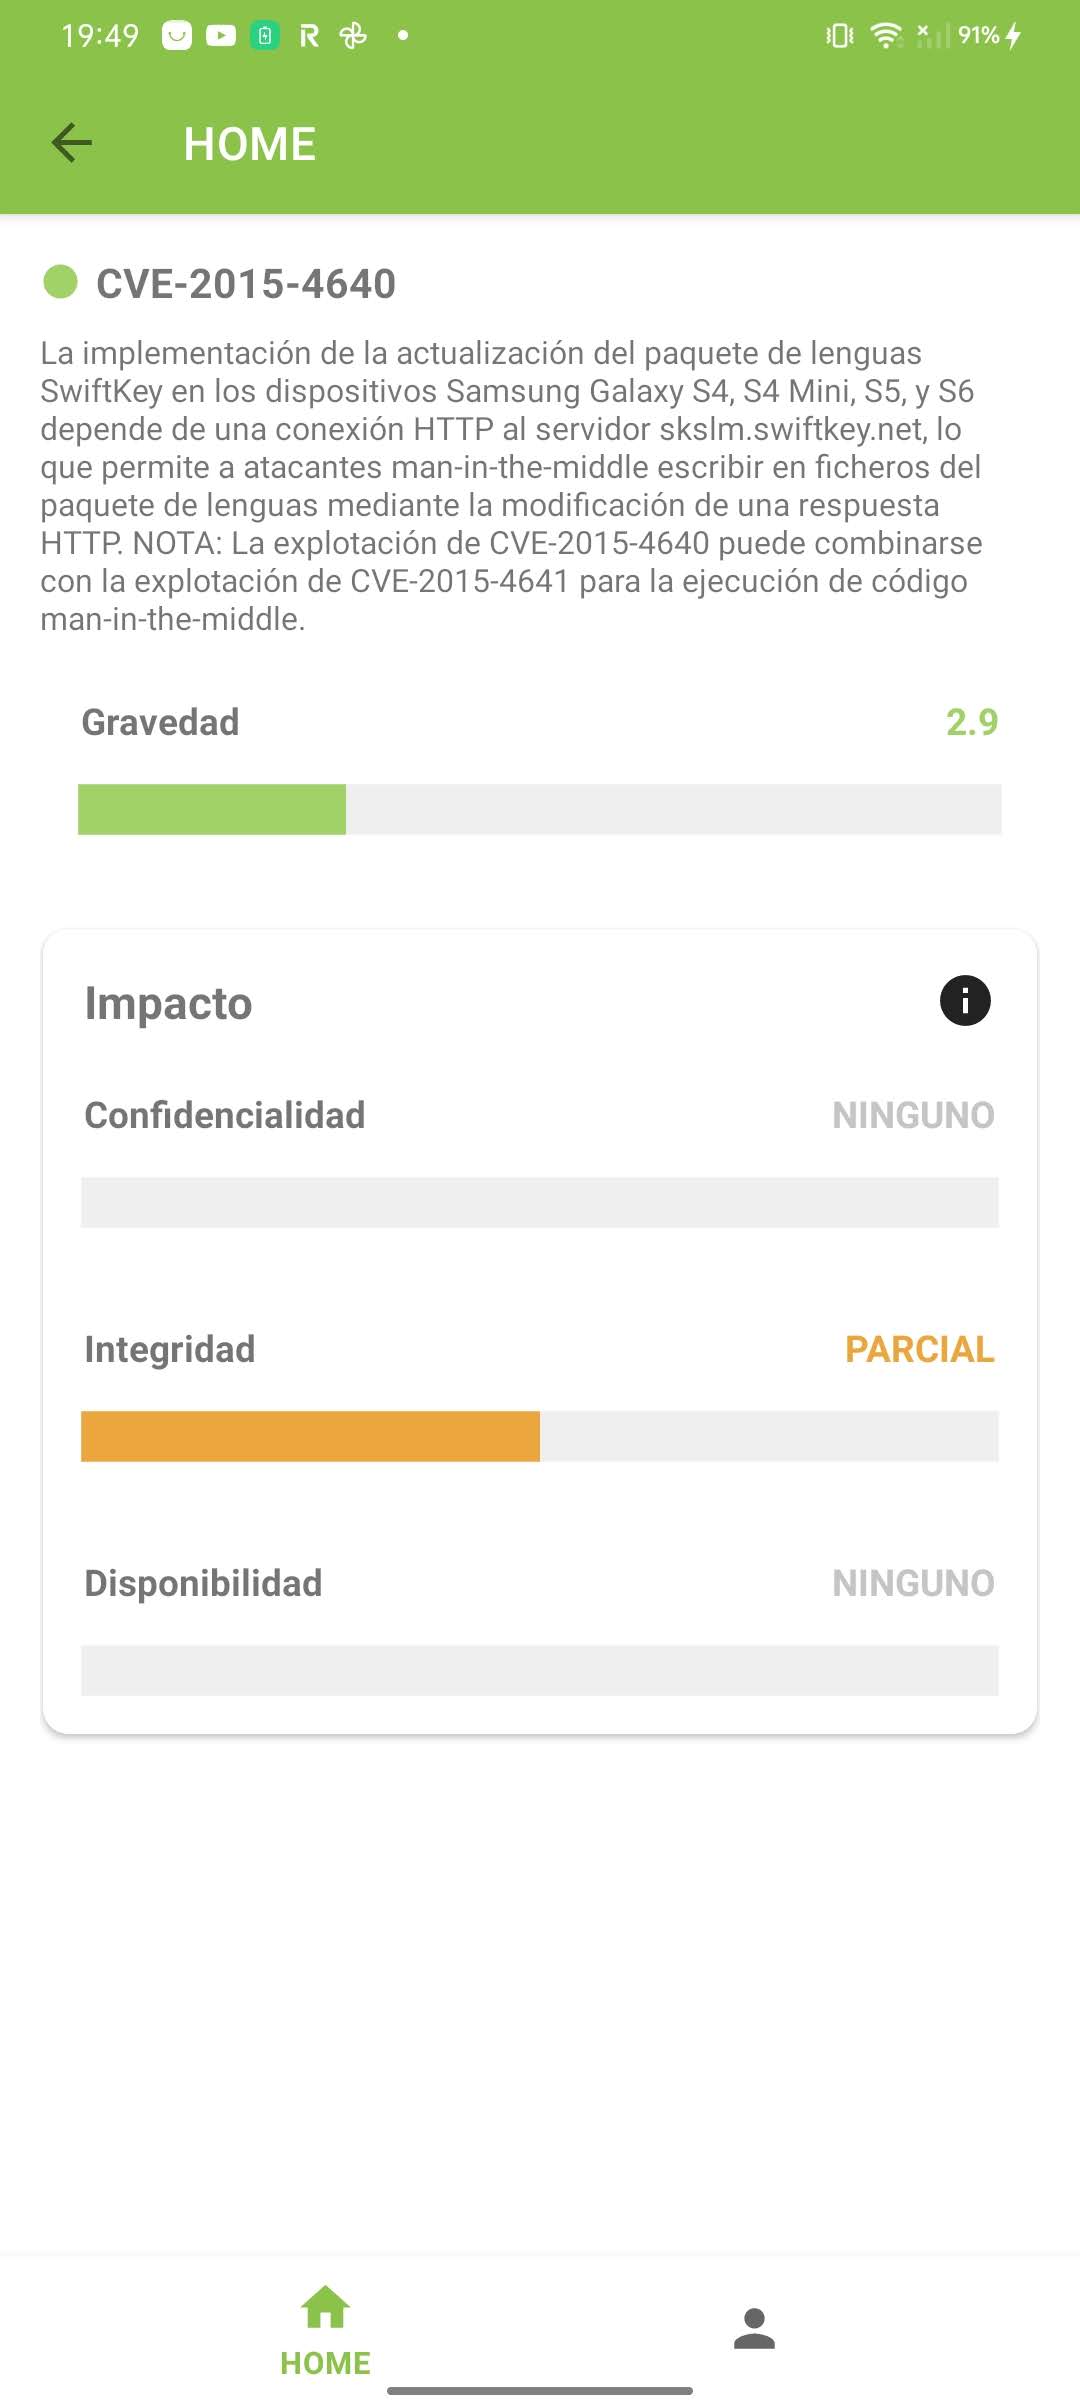 19:49
91%
HOME
CVE-2015-4640
La implementación de la actualización del paquete de lenguas
SwiftKey en los dispositivos Samsung Galaxy S4, S4 Mini, S5, y S6
depende de una conexión HTTP al servidor skslm.swiftkey.net, lo
que permite a atacantes man-in-the-middle escribir en ficheros del
paquete de lenguas mediante la modificación de una respuesta
HTTP. NOTA: La explotación de CVE-2015-4640 puede combinarse
con la explotación de CVE-2015-4641 para la ejecución de código
man-in-the-middle.
Gravedad 2.9
Impacto
Confidencialidad NINGUNO
Integridad PARCIAL
Disponibilidad NINGUNO
HOME